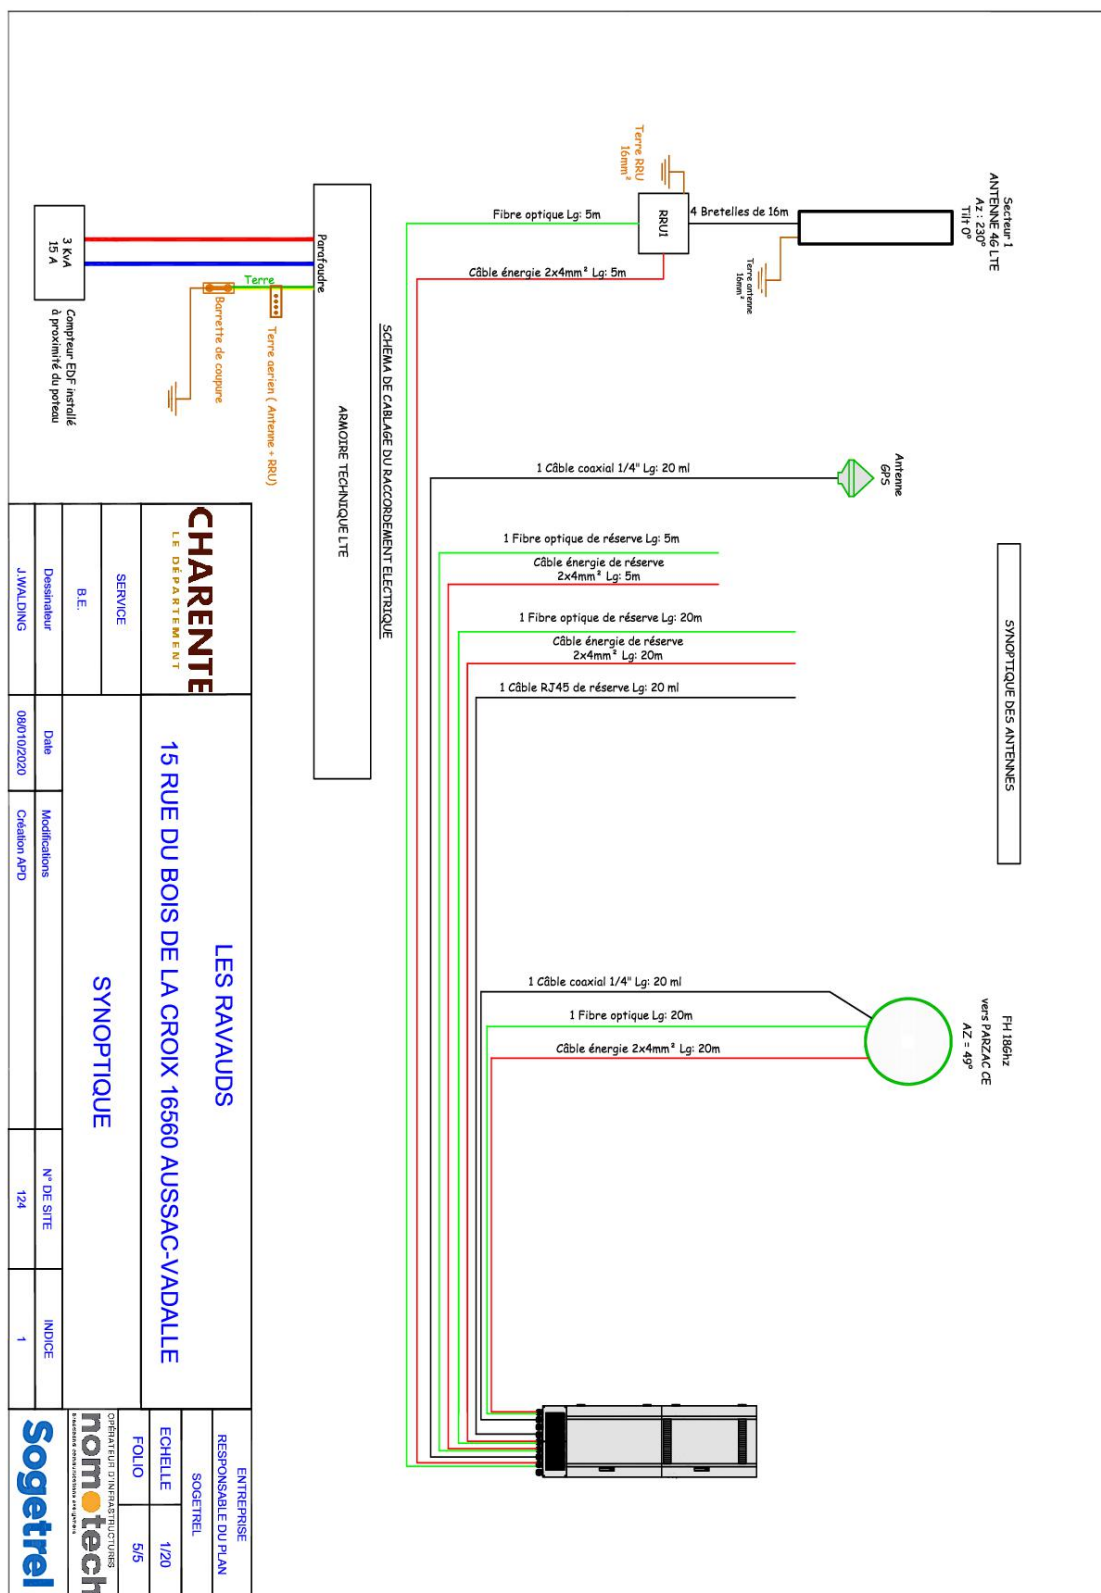 SYNOPTIQUE DES ANTENNES
Secteur 1
ANTENNE 4G LTE
Az : 230°
Tilt 0°
Antenne
GPS
FH 18Ghz
vers PARZAC CE
AZ = 49°
Terre antenne
16mm²
4 Bretelles de 16m
RRU1
Terre RRU
16mm²
Fibre optique Lg: 5m
Câble énergie 2x4mm² Lg: 5m
1 Câble coaxial 1/4" Lg: 20 ml
1 Fibre optique de réserve Lg: 5m
Câble énergie de réserve
2x4mm² Lg: 5m
1 Fibre optique de réserve Lg: 20m
Câble énergie de réserve
2x4mm² Lg: 20m
1 Câble RJ45 de réserve Lg: 20 ml
1 Câble coaxial 1/4" Lg: 20 ml
1 Fibre optique Lg: 20m
Câble énergie 2x4mm² Lg: 20m
SCHEMA DE CABLAGE DU RACCORDEMENT ELECTRIQUE
ARMOIRE TECHNIQUE LTE
Parafoudre
Terre
Terre aerien ( Antenne + RRU)
Barrette de coupure
3 KvA
15 A
Compteur EDF installé
à proximité du poteau
CHARENTE
LE DÉPARTEMENT
LES RAVAUDS
15 RUE DU BOIS DE LA CROIX 16560 AUSSAC-VADALLE
ENTREPRISE
RESPONSABLE DU PLAN
SOGETREL
SERVICE
B.E.
SYNOPTIQUE
ECHELLE 1/20
FOLIO 5/5
Dessinateur Date Modifications N° DE SITE INDICE
J.WALDING 08/010/2020 Création APD 124 1
OPÉRATEUR D'INFRASTRUCTURES
nomotech
Sogetrel